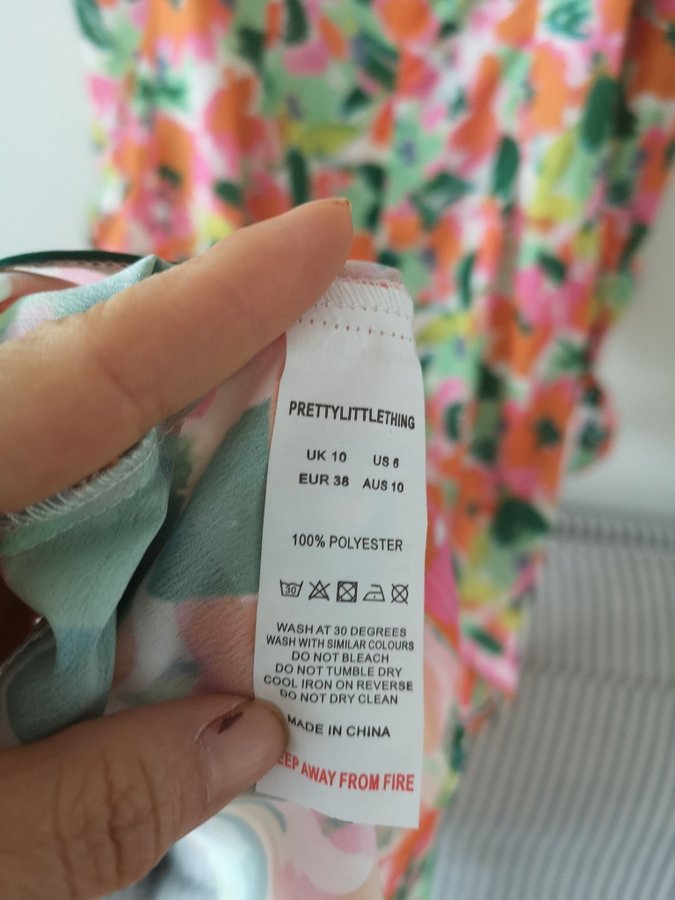 PRETTYLITTLETHING
UK 10 US 6
EUR 38 AUS 10
100% POLYESTER
30
WASH AT 30 DEGREES
WASH WITH SIMILAR COLOURS
DO NOT BLEACH
DO NOT TUMBLE DRY
COOL IRON ON REVERSE
DO NOT DRY CLEAN
MADE IN CHINA
EEP AWAY FROM FIRE